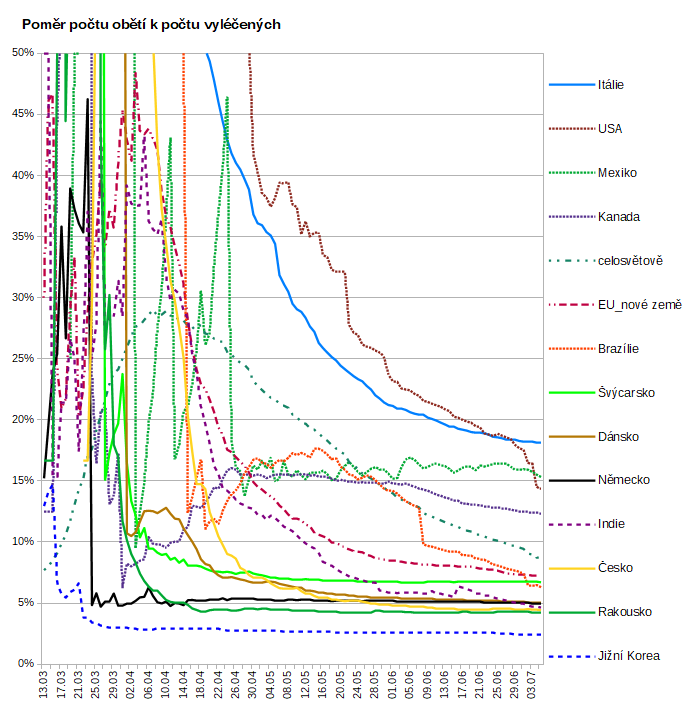 Poměr počtu obětí k počtu vyléčených
50%
45%
40%
35%
30%
25%
20%
15%
10%
5%
0%
13.03
17.03
21.03
25.03
29.03
02.04
06.04
10.04
14.04
18.04
22.04
26.04
30.04
04.05
08.05
12.05
16.05
20.05
24.05
28.05
01.06
05.06
09.06
13.06
17.06
21.06
25.06
29.06
03.07
Itálie
USA
Mexiko
Kanada
celosvětově
EU_nové země
Brazílie
Švýcarsko
Dánsko
Německo
Indie
Česko
Rakousko
Jižní Korea